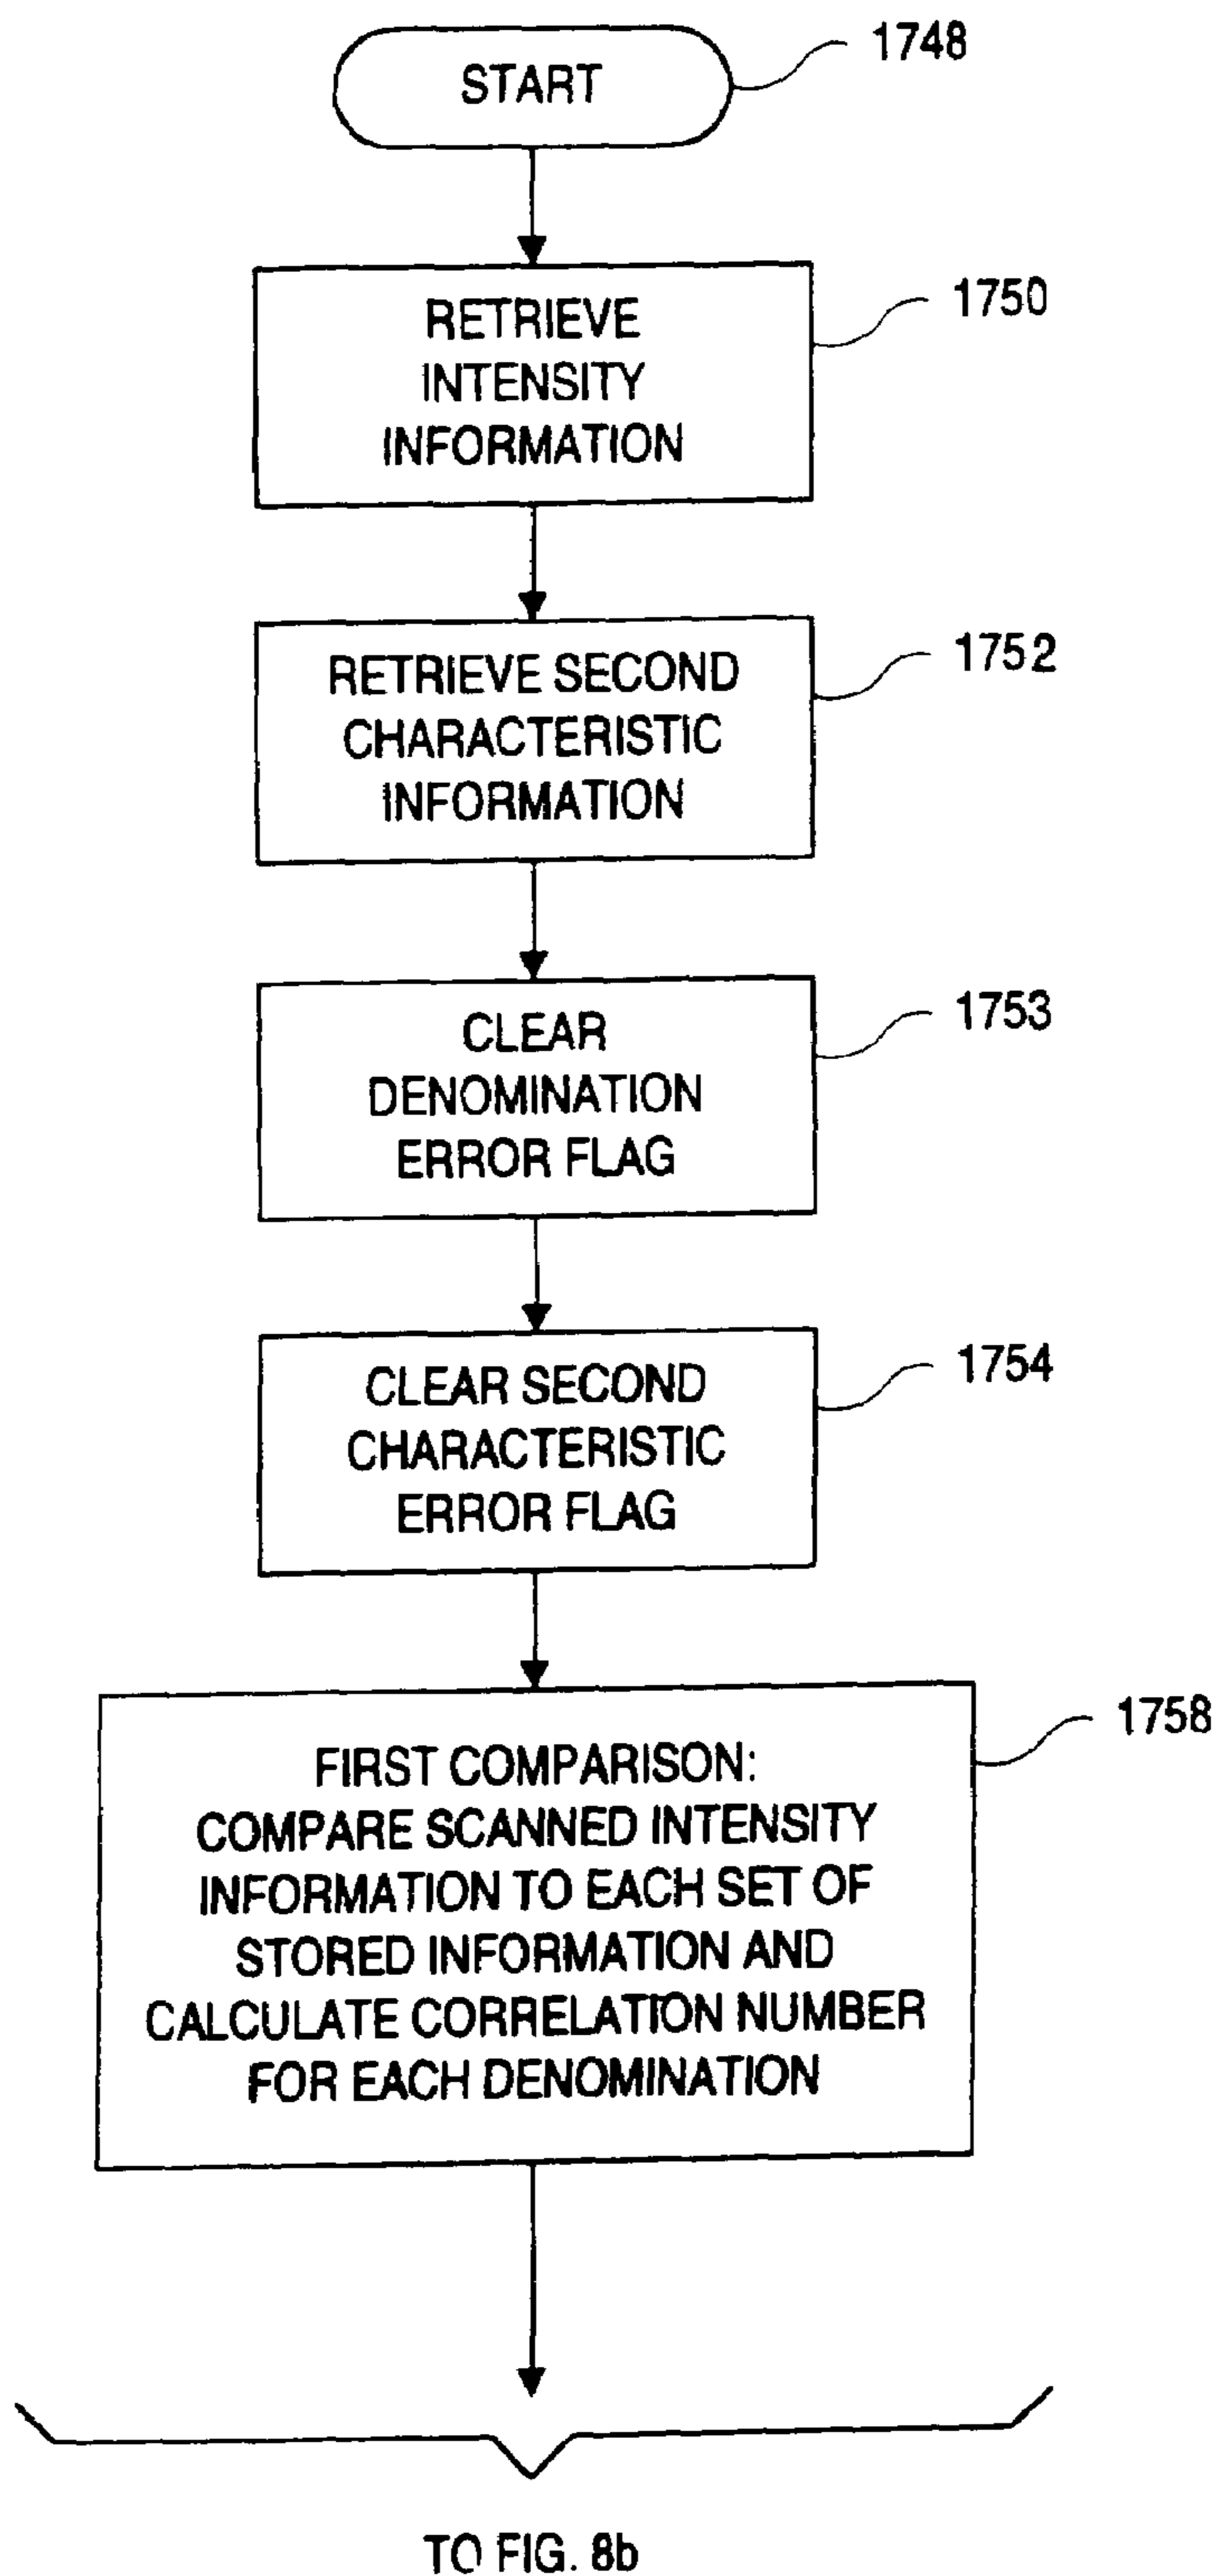 START
1748
RETRIEVE
INTENSITY
INFORMATION
1750
RETRIEVE SECOND
CHARACTERISTIC
INFORMATION
1752
CLEAR
DENOMINATION
ERROR FLAG
1753
CLEAR SECOND
CHARACTERISTIC
ERROR FLAG
1754
FIRST COMPARISON:
COMPARE SCANNED INTENSITY
INFORMATION TO EACH SET OF
STORED INFORMATION AND
CALCULATE CORRELATION NUMBER
FOR EACH DENOMINATION
1758
TO FIG. 8b